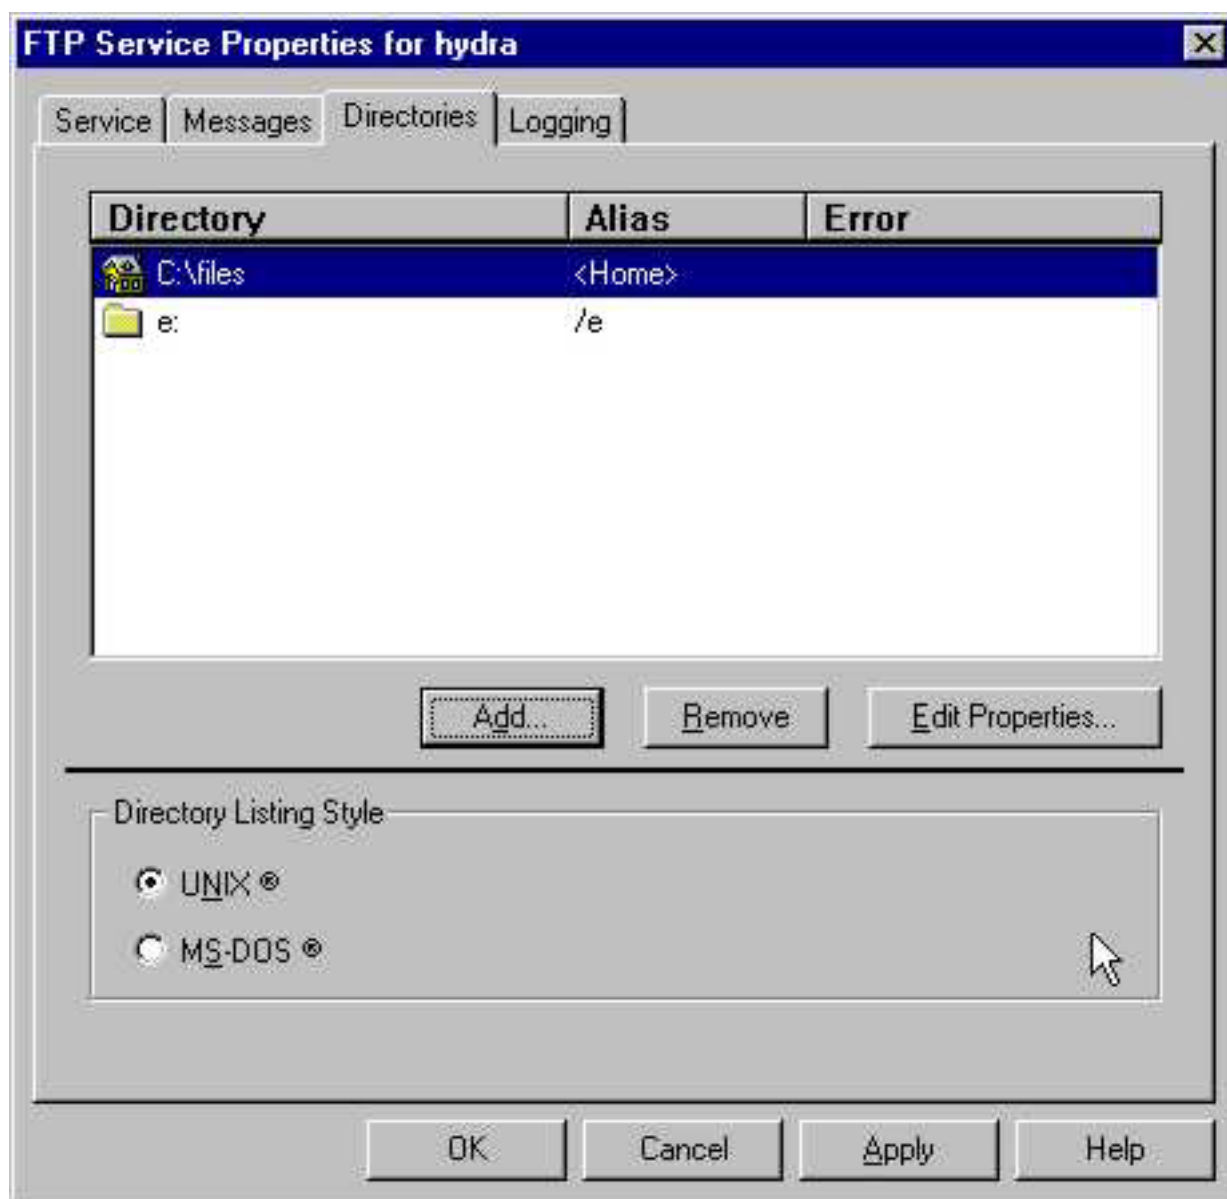 FTP Service Properties for hydra
Service Messages Directories Logging
Directory Alias Error
C:\files <Home>
e: /e
Add... Remove Edit Properties...
Directory Listing Style
UNIX ®
MS-DOS ®
OK Cancel Apply Help